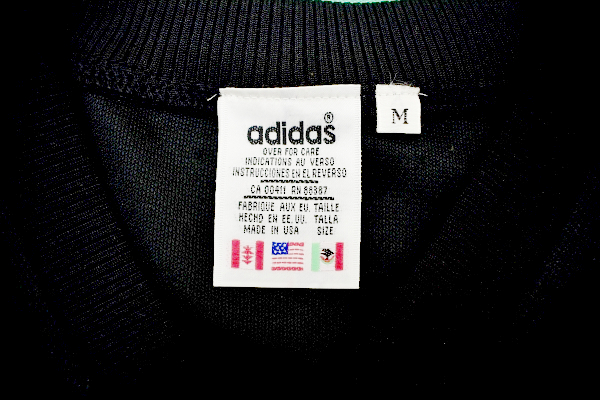 adidas®
OVER FOR CARE
INDICATIONS AU VERSO
INSTRUCCIONES EN EL REVERSO
CA 00411 RN 88387
FABRIQUE AUX EU. TAILLE
HECHO EN EE. UU. TALLA
MADE IN USA SIZE
M